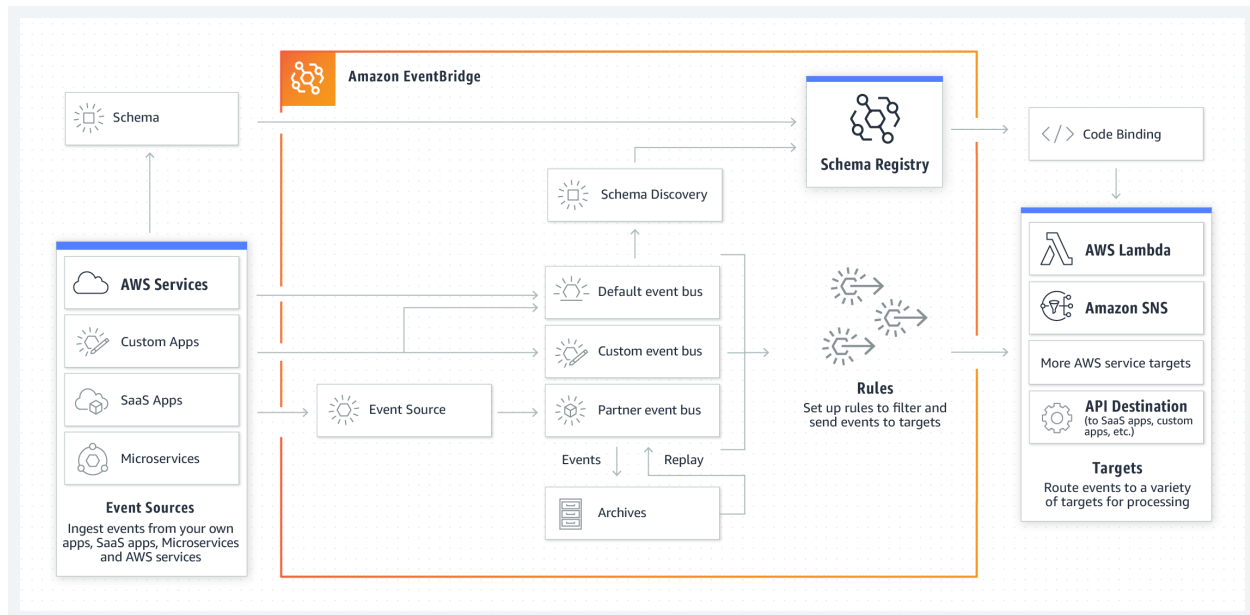 Amazon EventBridge
Schema
Schema Registry
Code Binding
Schema Discovery
AWS Services
Custom Apps
SaaS Apps
Microservices
Event Sources
Ingest events from your own
apps, SaaS apps, Microservices
and AWS services
Event Source
Default event bus
Custom event bus
Partner event bus
Events
Replay
Archives
Rules
Set up rules to filter and
send events to targets
AWS Lambda
Amazon SNS
More AWS service targets
API Destination
(to SaaS apps, custom
apps, etc.)
Targets
Route events to a variety
of targets for processing